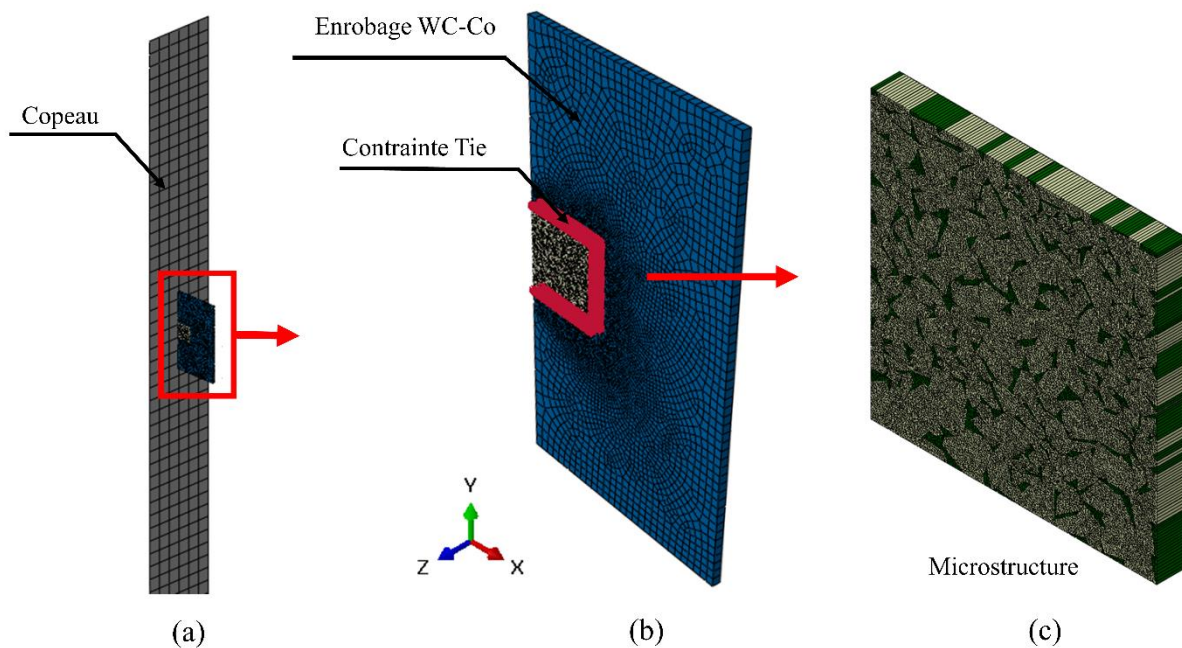 Enrobage WC-Co
Copeau
Contrainte Tie
Y
Z
X
Microstructure
(a)
(b)
(c)